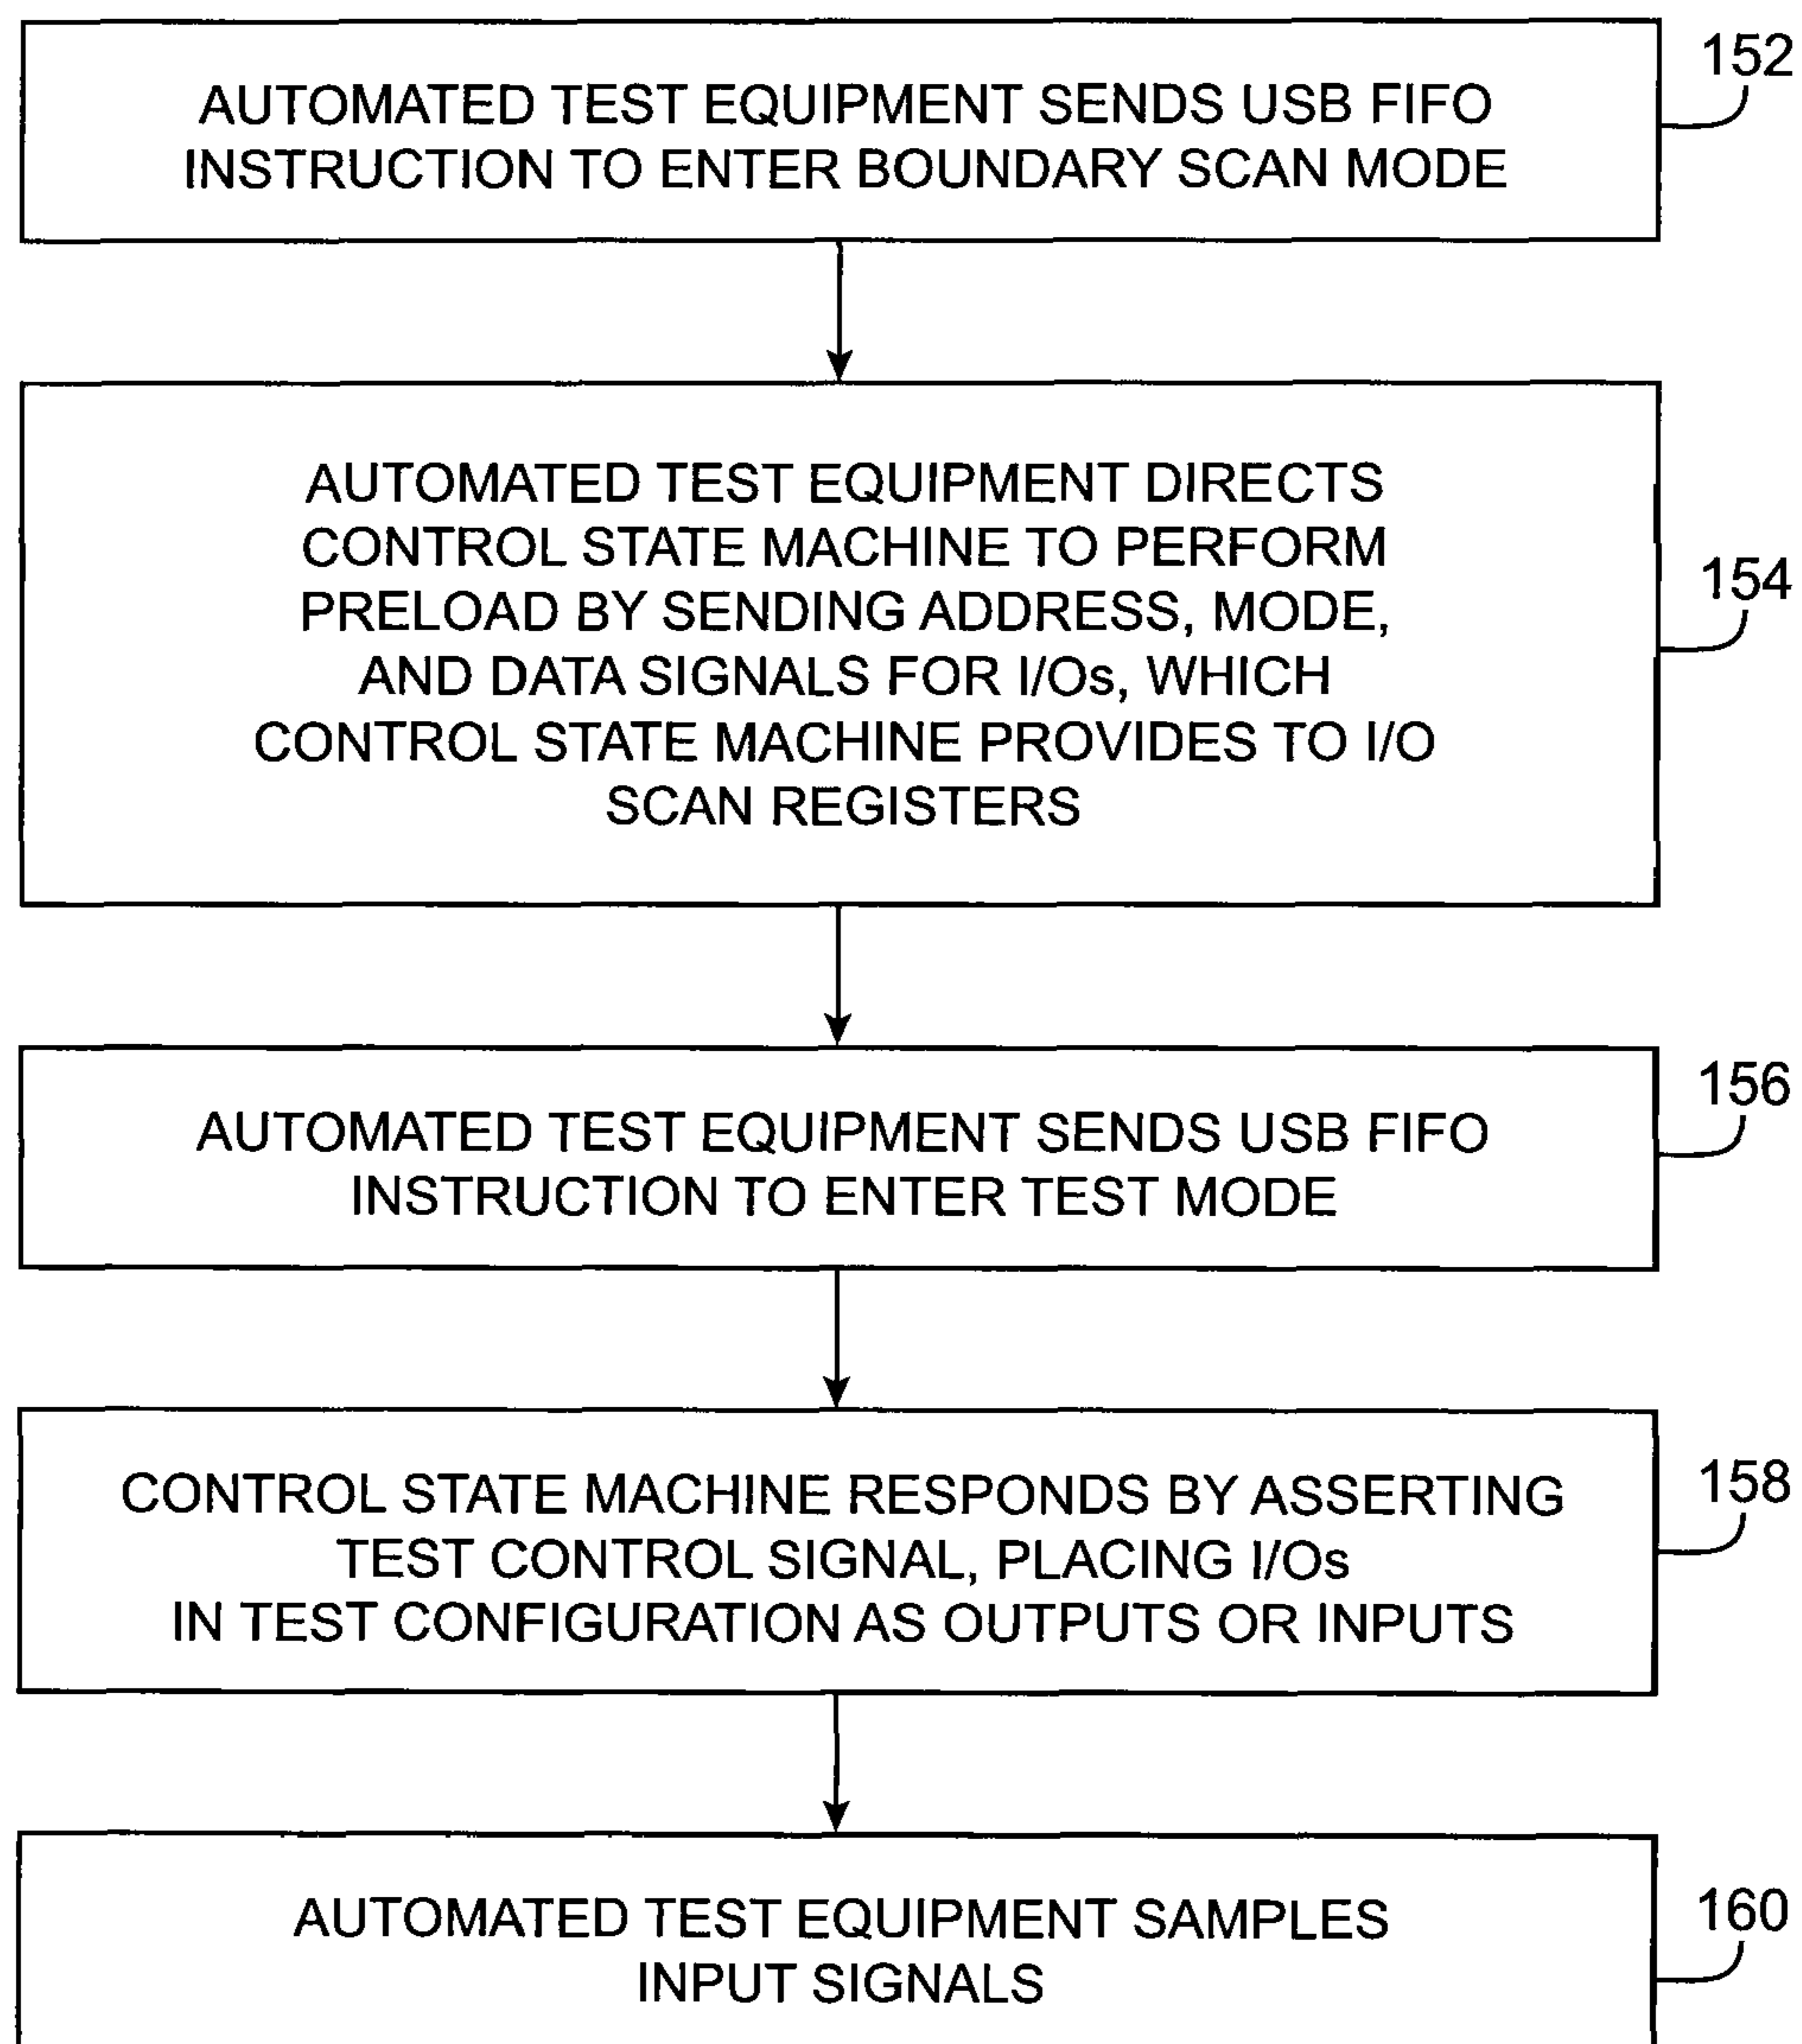 152
AUTOMATED TEST EQUIPMENT SENDS USB FIFO
INSTRUCTION TO ENTER BOUNDARY SCAN MODE
154
AUTOMATED TEST EQUIPMENT DIRECTS
CONTROL STATE MACHINE TO PERFORM
PRELOAD BY SENDING ADDRESS, MODE,
AND DATA SIGNALS FOR I/Os, WHICH
CONTROL STATE MACHINE PROVIDES TO I/O
SCAN REGISTERS
156
AUTOMATED TEST EQUIPMENT SENDS USB FIFO
INSTRUCTION TO ENTER TEST MODE
158
CONTROL STATE MACHINE RESPONDS BY ASSERTING
TEST CONTROL SIGNAL, PLACING I/Os
IN TEST CONFIGURATION AS OUTPUTS OR INPUTS
160
AUTOMATED TEST EQUIPMENT SAMPLES
INPUT SIGNALS